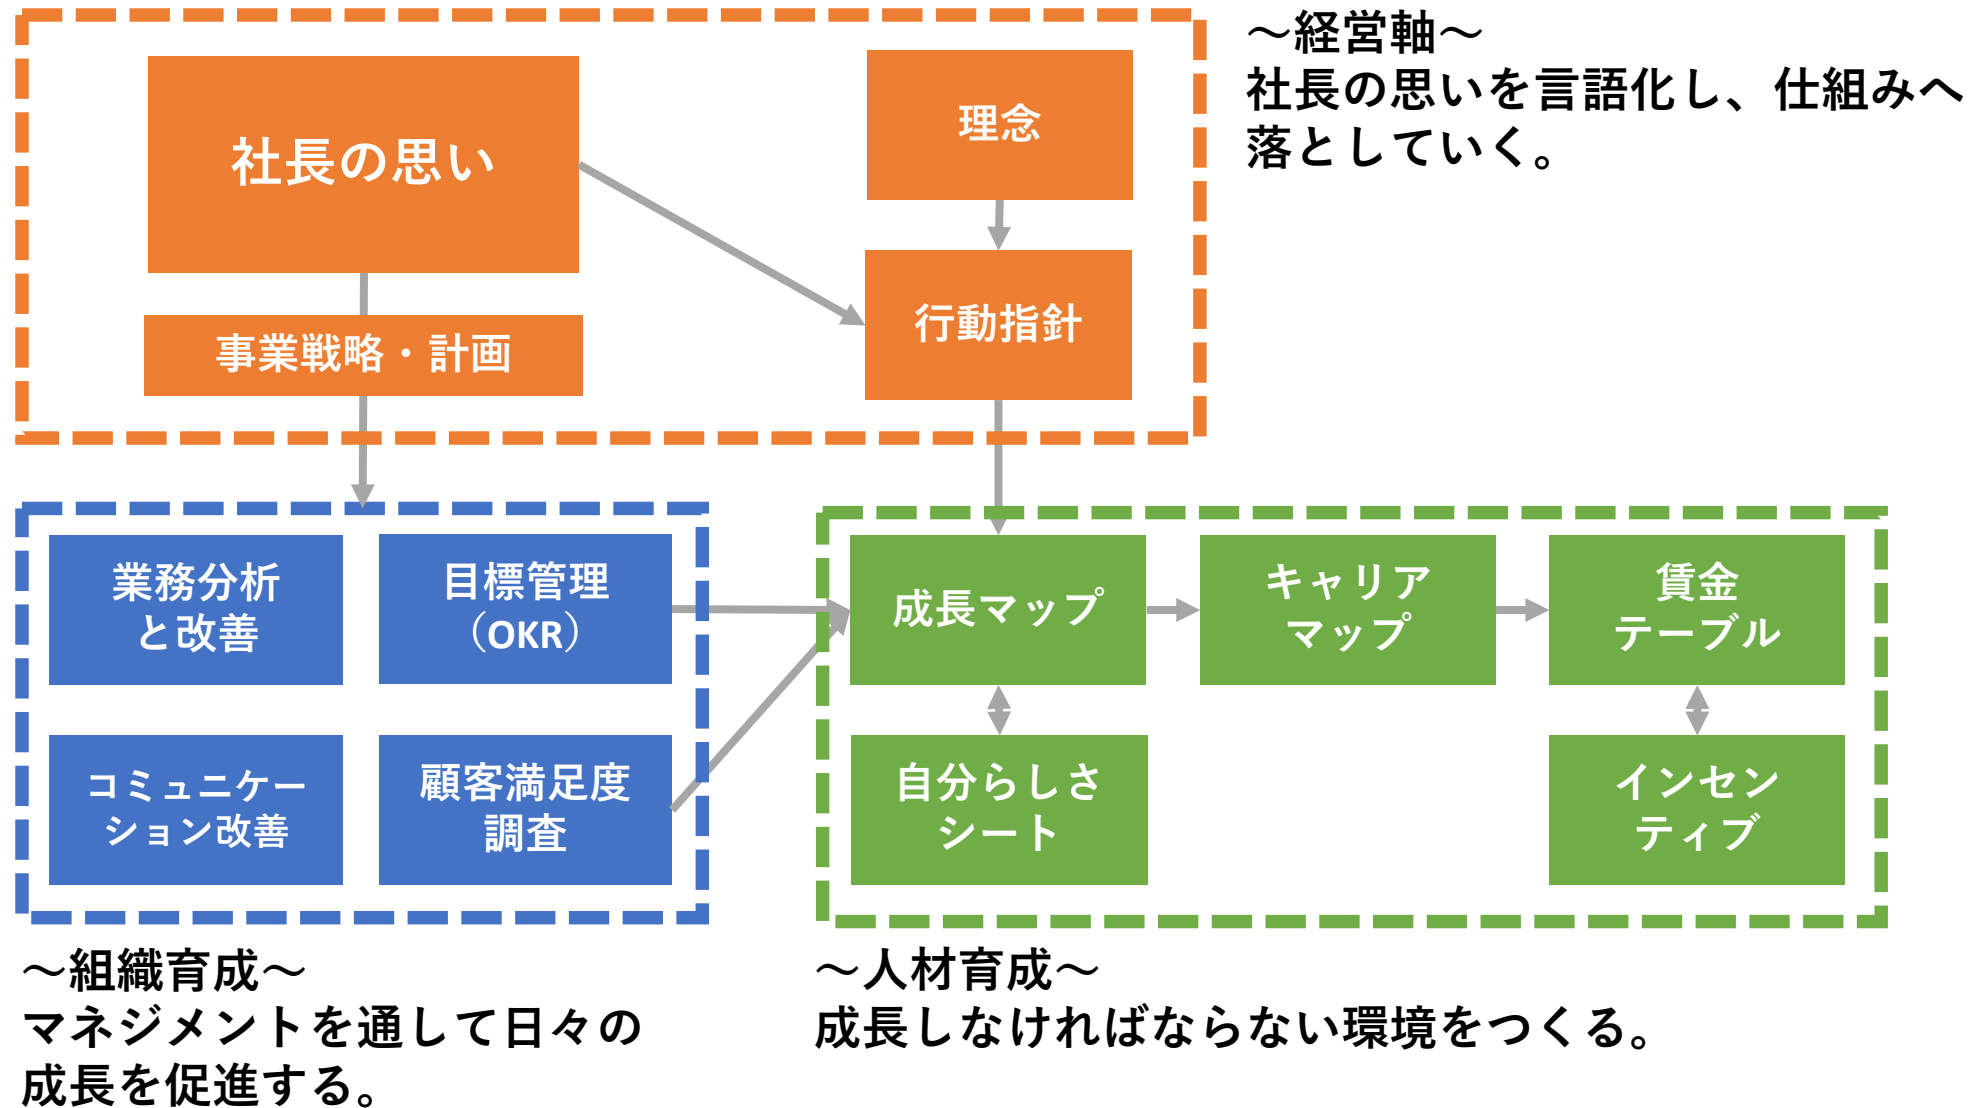 ～経営軸～
社長の思いを言語化し、仕組みへ
落としていく。
社長の思い
理念
行動指針
事業戦略・計画
業務分析
と改善
目標管理
（OKR）
コミュニケー
ション改善
顧客満足度
調査
成長マップ
キャリア
マップ
賃金
テーブル
自分らしさ
シート
インセン
ティブ
～組織育成～
マネジメントを通して日々の
成長を促進する。
～人材育成～
成長しなければならない環境をつくる。